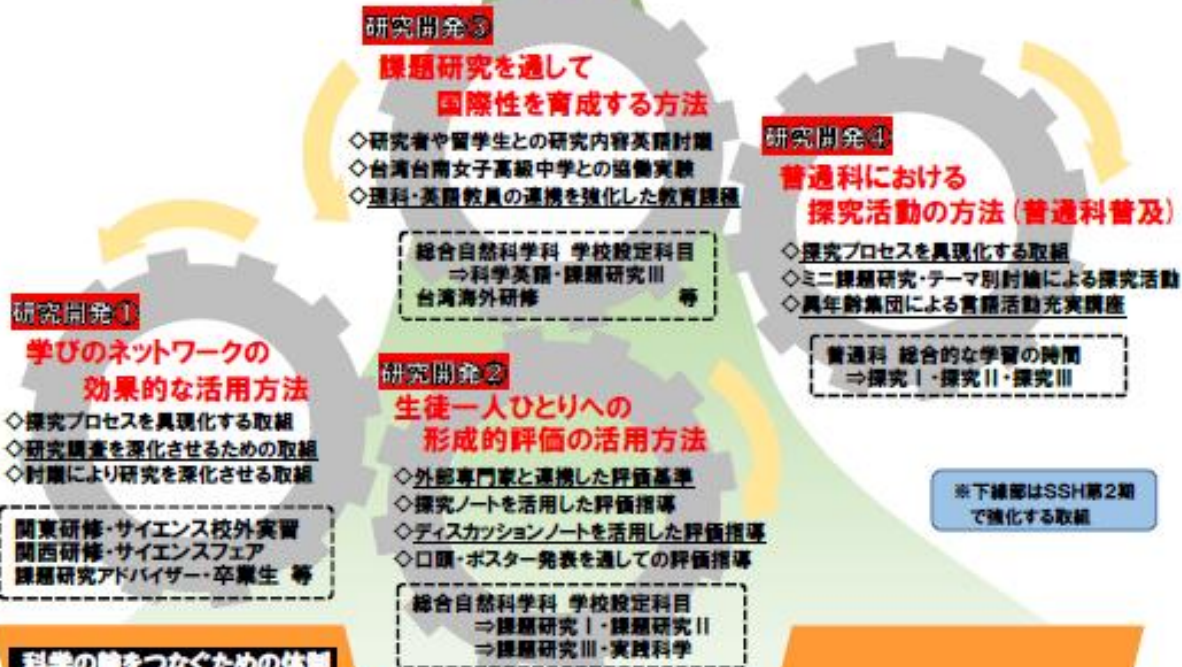 研究開発③
課題研究を通して
国際性を育成する方法
◇研究者や留学生との研究内容英語討議
◇台湾台南女子高級中学との協働実験
◇理科・英語教員の連携を強化した教育課程
総合自然科学科 学校設定科目
⇒科学英語・課題研究Ⅲ
台湾海外研修 等
研究開発④
普通科における
探究活動の方法(普通科普及)
◇探究プロセスを具現化する取組
◇ミニ課題研究・テーマ別討論による探究活動
◇異年齢集団による言語活動充実講座
普通科 総合的な学習の時間
⇒探究Ⅰ・探究Ⅱ・探究Ⅲ
研究開発①
学びのネットワークの
効果的な活用方法
◇探究プロセスを具現化する取組
◇研究調査を深化させるための取組
◇討議により研究を深化させる取組
関東研修・サイエンス校外実習
関西研修・サイエンスフェア
課題研究アドバイザー・卒業生 等
研究開発②
生徒一人ひとりへの
形成的評価の活用方法
◇外部専門家と連携した評価基準
◇探究ノートを活用した評価指導
◇ディスカッションノートを活用した評価指導
◇口頭・ポスター発表を通しての評価指導
総合自然科学科 学校設定科目
⇒課題研究Ⅰ・課題研究Ⅱ
⇒課題研究Ⅲ・実践科学
※下線部はSSH第2期
で強化する取組
科学の輪をつなぐための体制